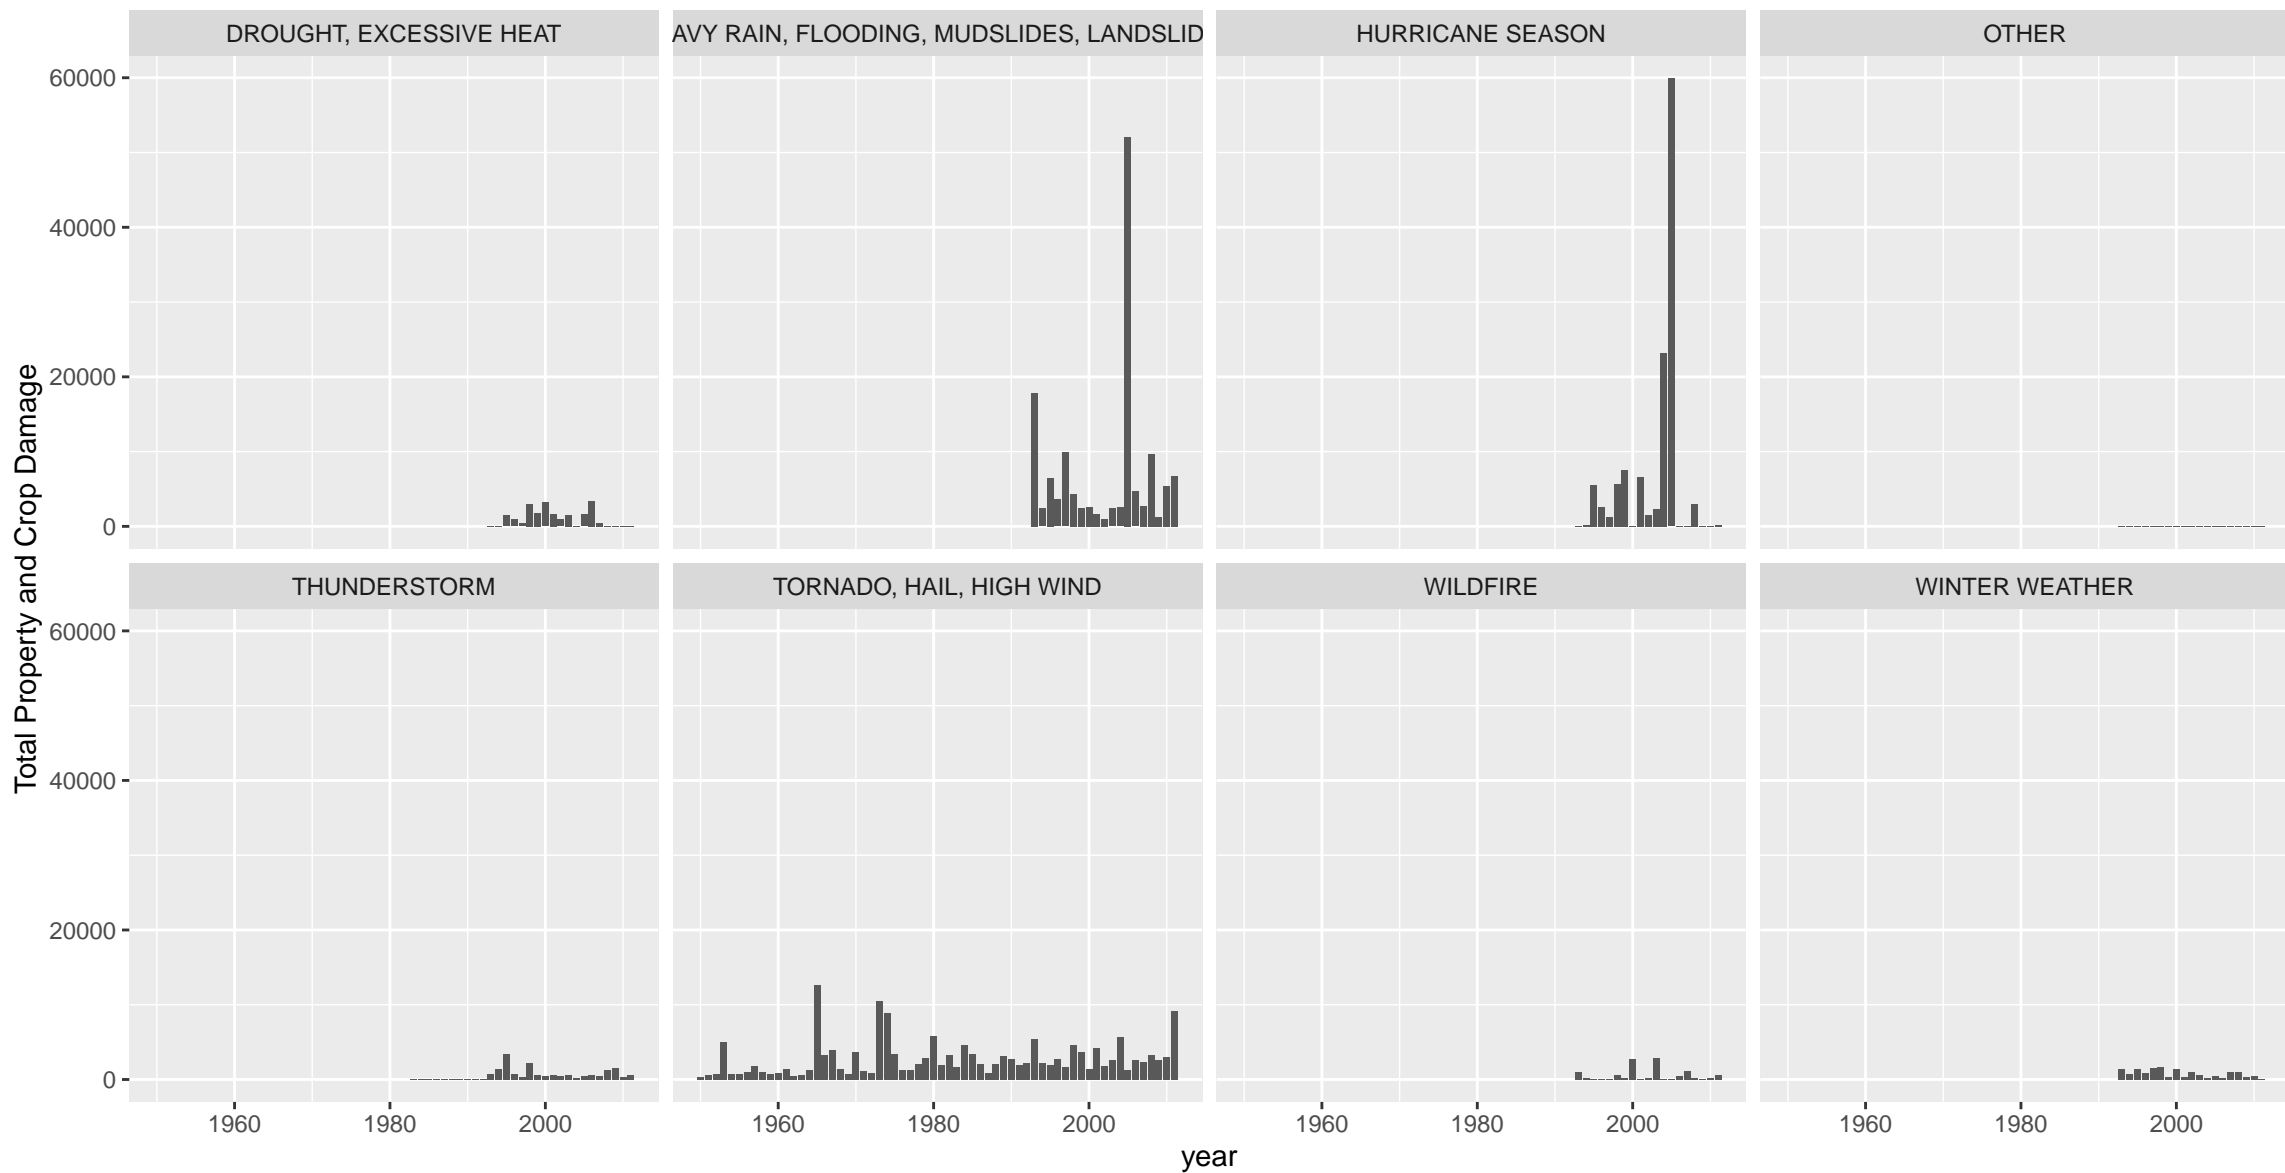 DROUGHT, EXCESSIVE HEAT
AVY RAIN, FLOODING, MUDSLIDES, LANDSLID
HURRICANE SEASON
OTHER
60000
40000
20000
0
THUNDERSTORM
TORNADO, HAIL, HIGH WIND
WILDFIRE
WINTER WEATHER
60000
40000
20000
0
1960 1980 2000
1960 1980 2000
1960 1980 2000
1960 1980 2000
year
Total Property and Crop Damage